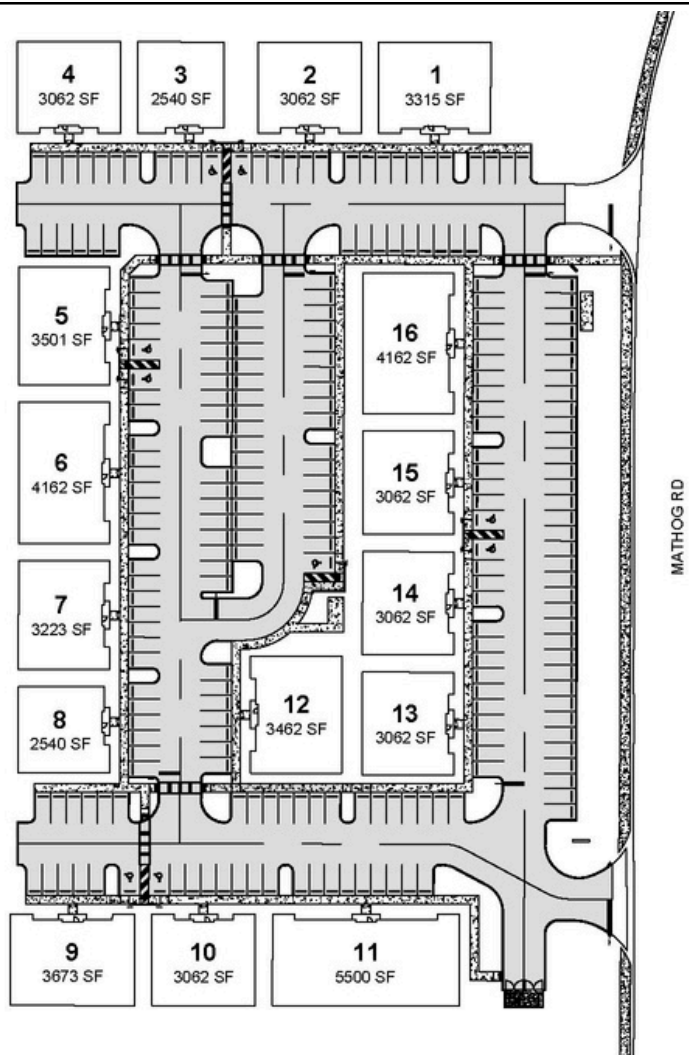 4
3062 SF
3
2540 SF
2
3062 SF
1
3315 SF
5
3501 SF
16
4162 SF
6
4162 SF
15
3062 SF
MATHOG RD
7
3223 SF
14
3062 SF
8
2540 SF
12
3462 SF
13
3062 SF
9
3673 SF
10
3062 SF
11
5500 SF